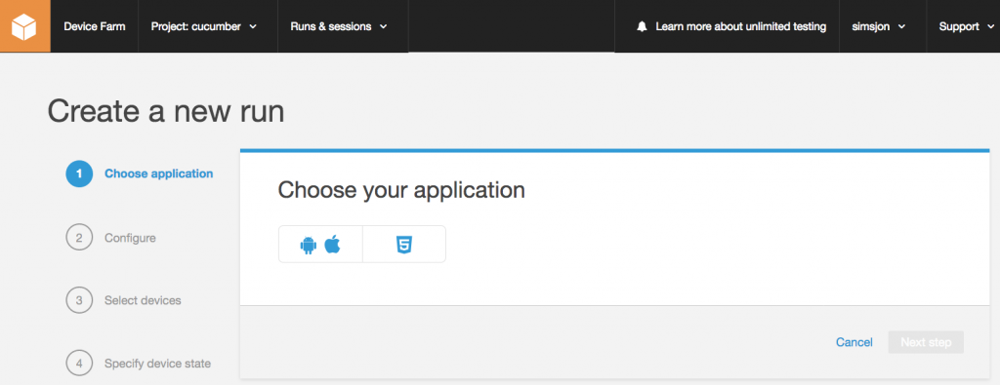 Device Farm Project: cucumber Runs & sessions Learn more about unlimited testing simsjon Support
Create a new run
1 Choose application
Choose your application
5
2 Configure
3 Select devices
Cancel Next step
4 Specify device state